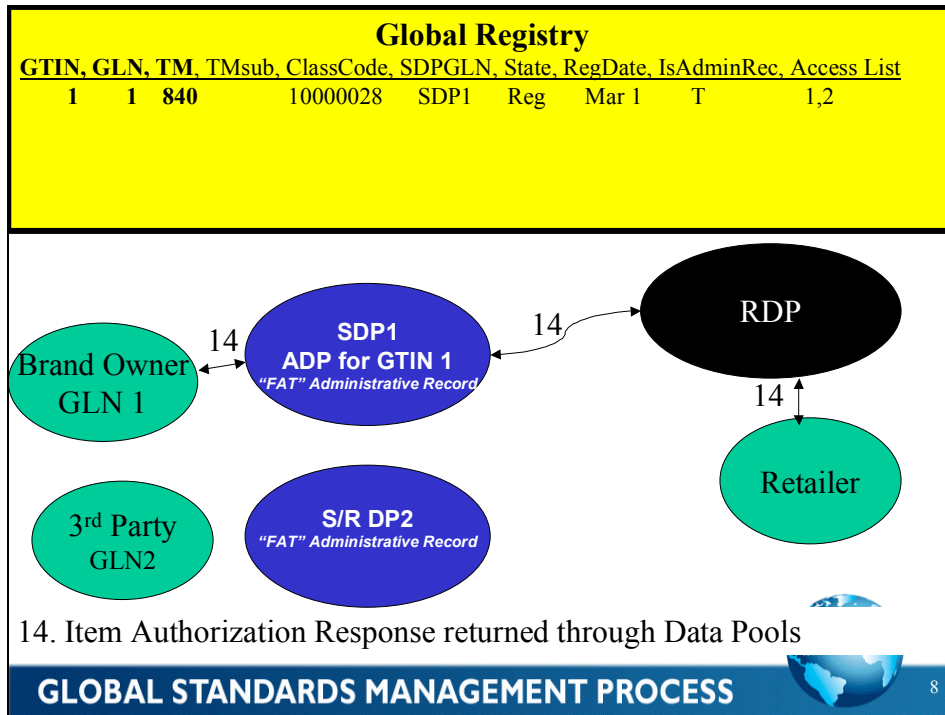 Global Registry
GTIN, GLN, TM, TMsub, ClassCode, SDPGLN, State, RegDate, IsAdminRec, Access List
1 1 840 10000028 SDP1 Reg Mar 1 T 1,2
RDP
14
SDP1
ADP for GTIN 1
“FAT” Administrative Record
14
Brand Owner
GLN 1
14
Retailer
3rd Party
GLN2
S/R DP2
“FAT” Administrative Record
14. Item Authorization Response returned through Data Pools
GLOBAL STANDARDS MANAGEMENT PROCESS
8